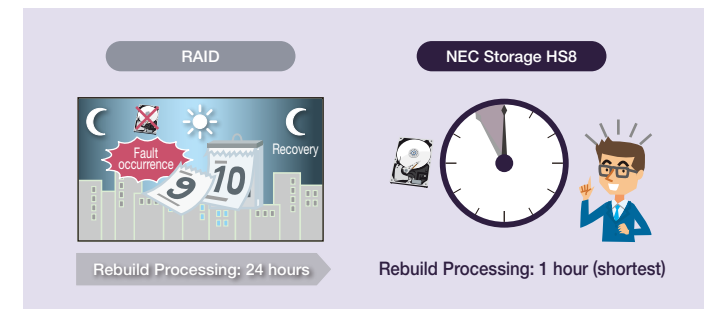 RAID
NEC Storage HS8
Fault
occurrence
Recovery
9
10
Rebuild Processing: 24 hours
Rebuild Processing: 1 hour (shortest)